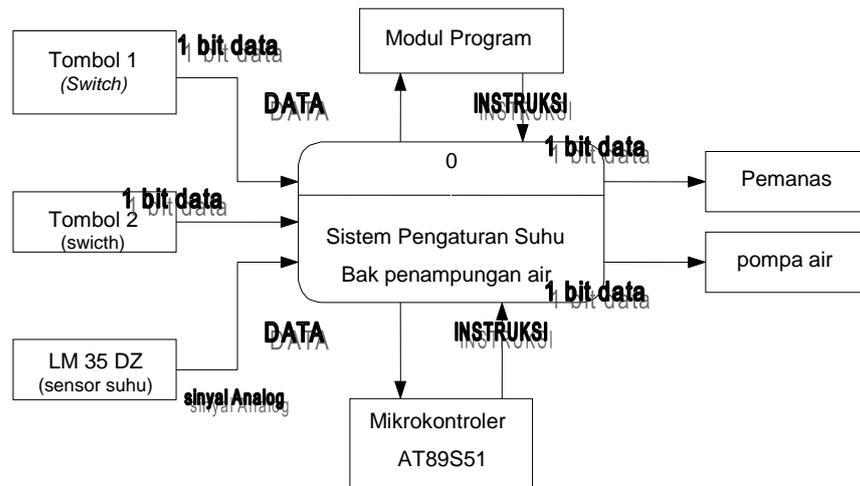 Tombol 1
(Switch)
1 bit data
Modul Program
DATA
INSTRUKSI
Tombol 2
(swicth)
1 bit data
0
Sistem Pengaturan Suhu
Bak penampungan air
1 bit data
Pemanas
1 bit data
pompa air
LM 35 DZ
(sensor suhu)
sinyal Analog
DATA
INSTRUKSI
Mikrokontroler
AT89S51